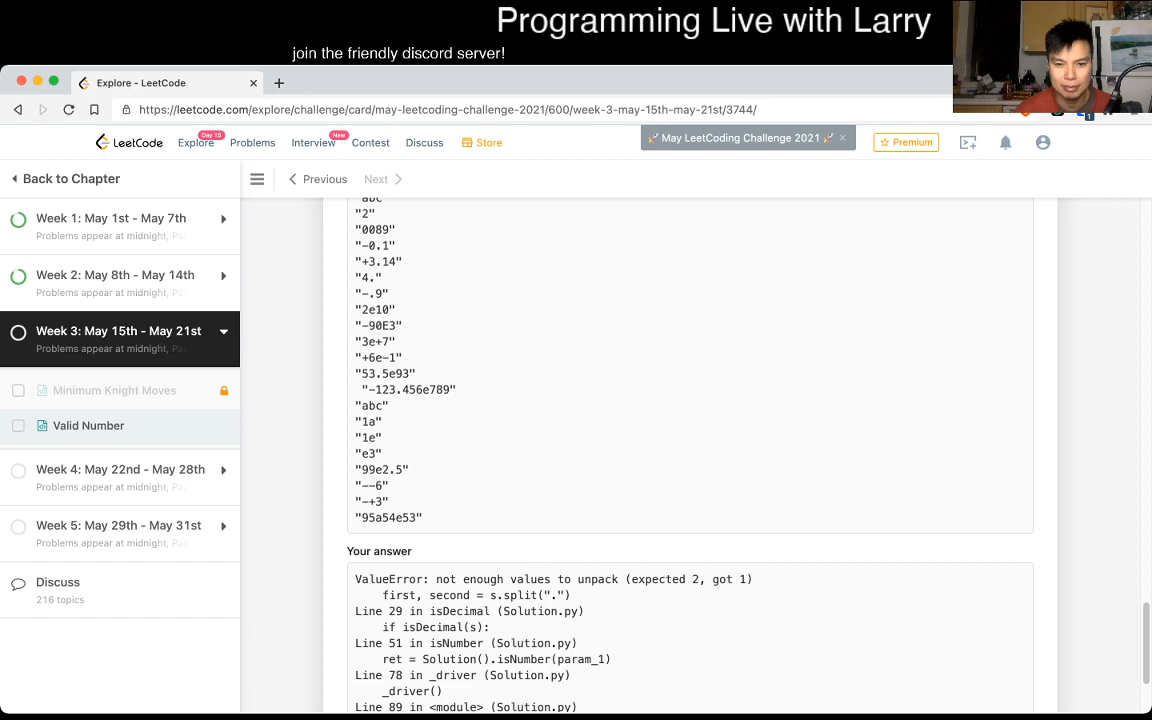 Programming Live with Larry
join the friendly discord server!
Explore - LeetCode
https://leetcode.com/explore/challenge/card/may-leetcoding-challenge-2021/600/week-3-may-15th-may-21st/3744/
LeetCode
Explore
Day 15
Problems
Interview
New
Contest
Discuss
Store
May LeetCoding Challenge 2021
Premium
Back to Chapter
Previous
Next
Week 1: May 1st - May 7th
Problems appear at midnight, Pa
Week 2: May 8th - May 14th
Problems appear at midnight, Pa
Week 3: May 15th - May 21st
Problems appear at midnight, Pa
Minimum Knight Moves
Valid Number
Week 4: May 22nd - May 28th
Problems appear at midnight, Pa
Week 5: May 29th - May 31st
Problems appear at midnight, Pa
Discuss
216 topics
"abc"
"2"
"0089"
"-0.1"
"+3.14"
"4."
"-.9"
"2e10"
"-90E3"
"3e+7"
"+6e-1"
"53.5e93"
"-123.456e789"
"abc"
"1a"
"1e"
"e3"
"99e2.5"
"--6"
"-+3"
"95a54e53"
Your answer
ValueError: not enough values to unpack (expected 2, got 1)
first, second = s.split(".")
Line 29 in isDecimal (Solution.py)
if isDecimal(s):
Line 51 in isNumber (Solution.py)
ret = Solution().isNumber(param_1)
Line 78 in _driver (Solution.py)
_driver()
Line 89 in <module> (Solution.py)